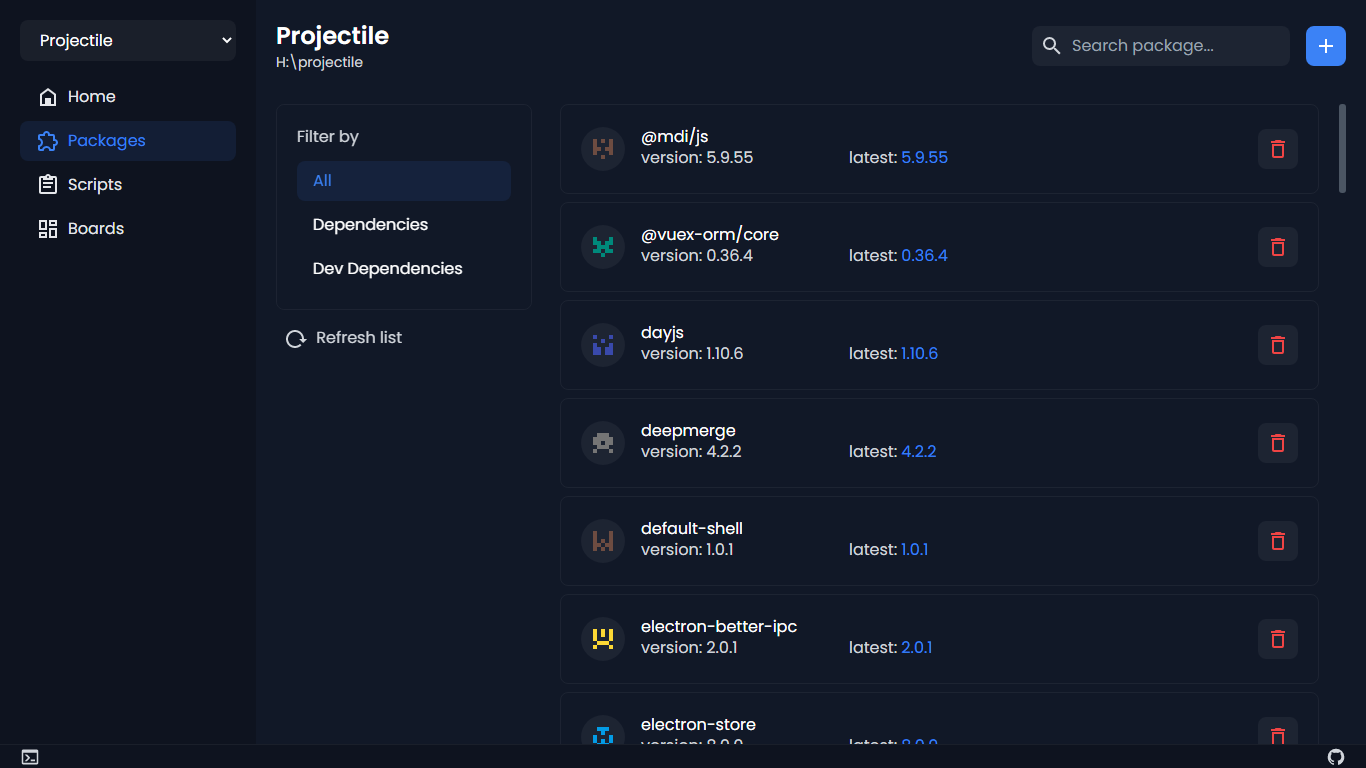 Projectile
Home
Packages
Scripts
Boards
Projectile
H:\projectile
Search package...
Filter by
All
Dependencies
Dev Dependencies
Refresh list
@mdi/js
version: 5.9.55 latest: 5.9.55
@vuex-orm/core
version: 0.36.4 latest: 0.36.4
dayjs
version: 1.10.6 latest: 1.10.6
deepmerge
version: 4.2.2 latest: 4.2.2
default-shell
version: 1.0.1 latest: 1.0.1
electron-better-ipc
version: 2.0.1 latest: 2.0.1
electron-store
version: latest: